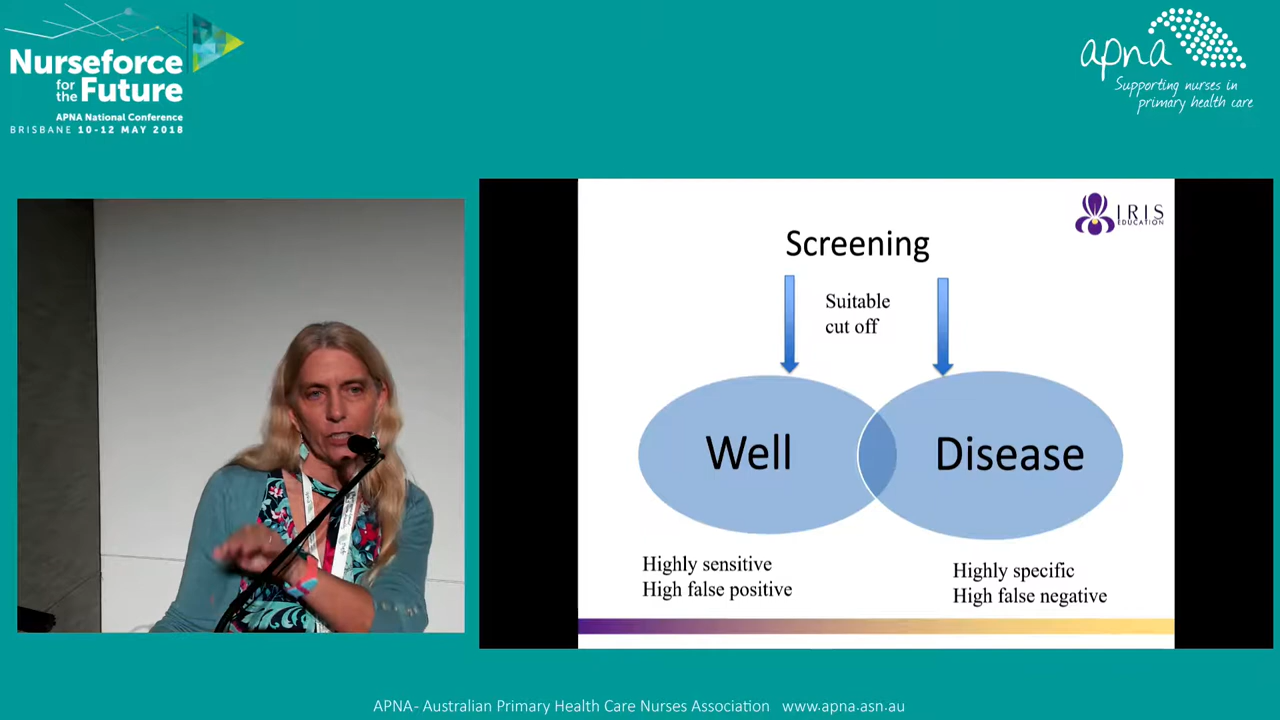 Nurseforce
for
the Future
APNA National Conference
BRISBANE 10-12 MAY 2018
apna
Supporting nurses in
primary health care
IRIS
EDUCATION
Screening
Suitable
cut off
Well
Disease
Highly sensitive
High false positive
Highly specific
High false negative
APNA- Australian Primary Health Care Nurses Association www.apna.asn.au